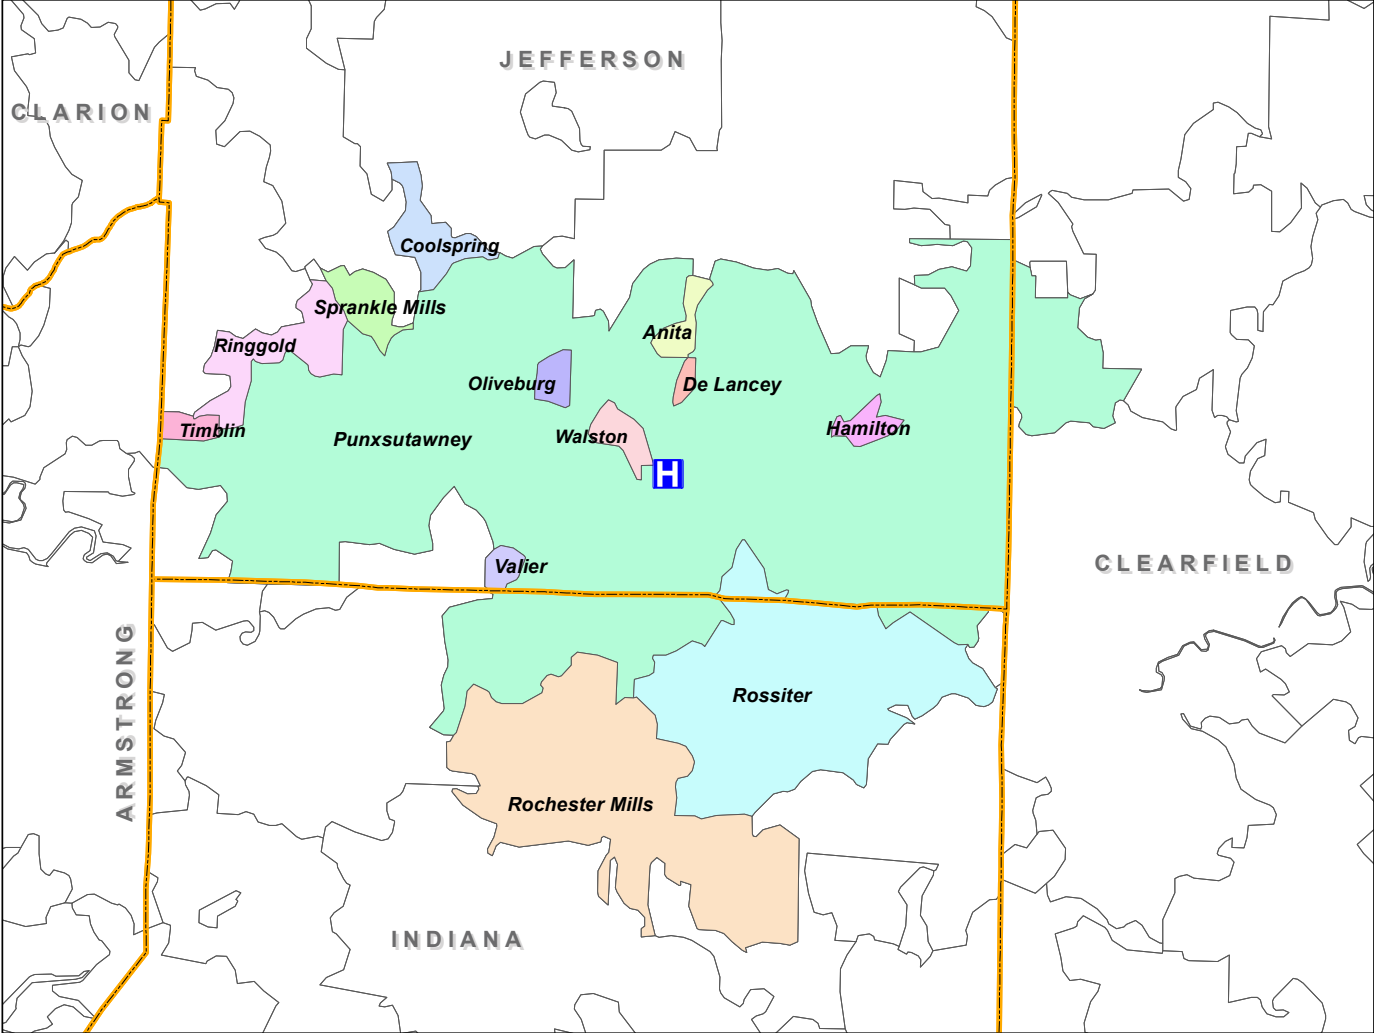 JEFFERSON
CLARION
Coolspring
Sprankle Mills
Anita
Ringgold
Oliveburg
De Lancey
Timblin
Punxsutawney
Walston
Hamilton
H
Valier
CLEARFIELD
ARMSTRONG
Rossiter
Rochester Mills
INDIANA